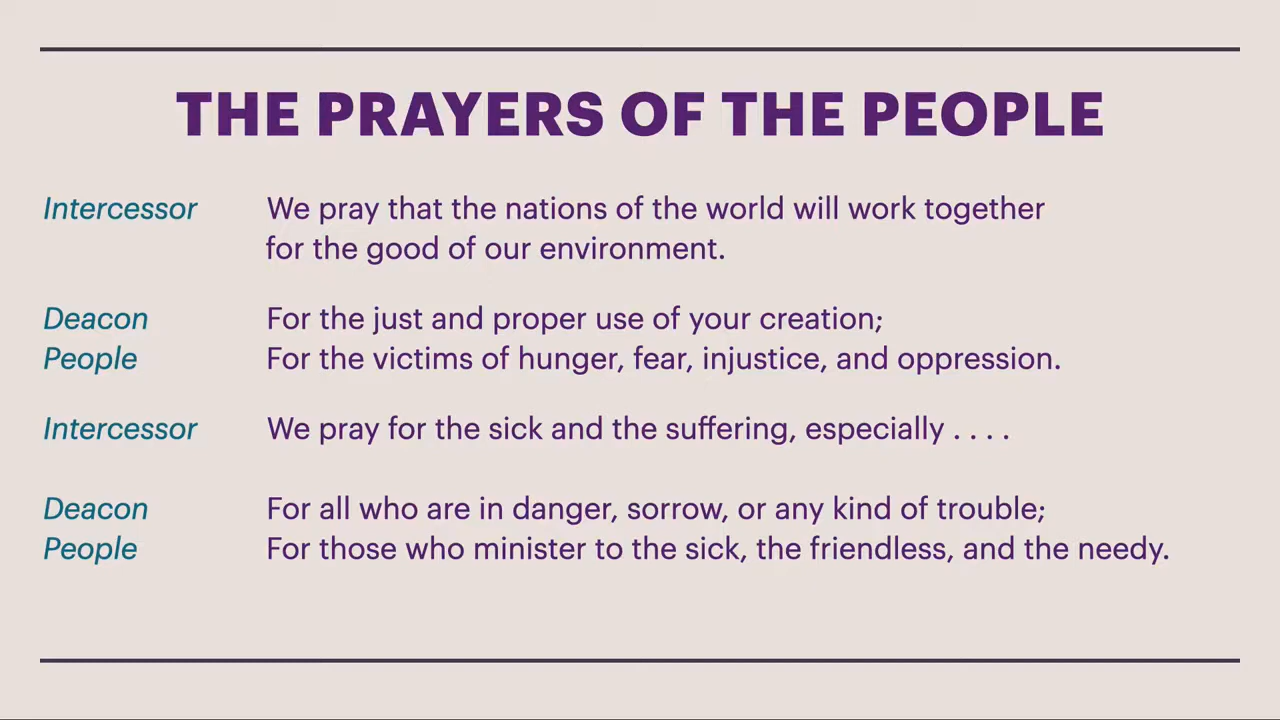 THE PRAYERS OF THE PEOPLE
Intercessor We pray that the nations of the world will work together
for the good of our environment.
Deacon For the just and proper use of your creation;
People For the victims of hunger, fear, injustice, and oppression.
Intercessor We pray for the sick and the suffering, especially . . . .
Deacon For all who are in danger, sorrow, or any kind of trouble;
People For those who minister to the sick, the friendless, and the needy.